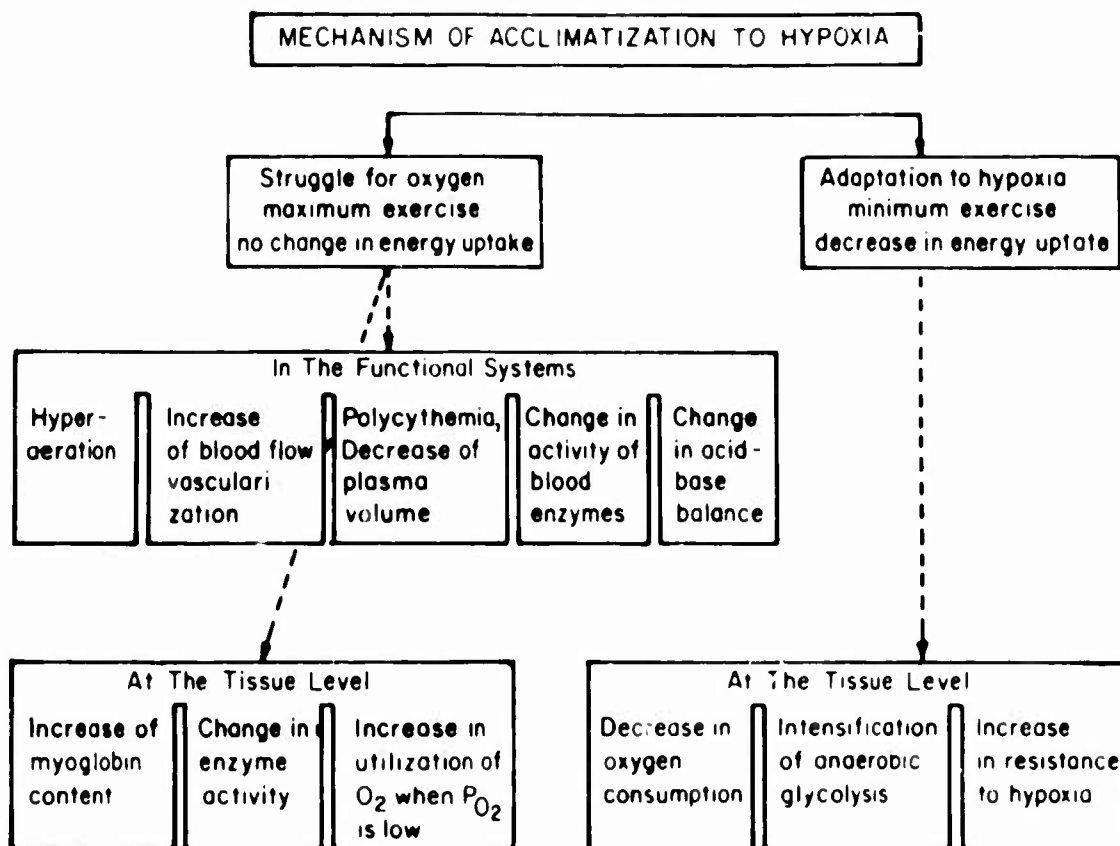 MECHANISM OF ACCLIMATIZATION TO HYPOXIA
Struggle for oxygen
maximum exercise
no change in energy uptake
Adaptation to hypoxia
minimum exercise
decrease in energy uptate
In The Functional Systems
Hyper-
aeration
Increase
of blood flow
vasculari
zation
Polycythemia,
Decrease of
plasma
volume
Change in
activity of
blood
enzymes
Change
in acid-
base
balance
At The Tissue Level
Increase of
myoglobin
content
Change in
enzyme
activity
Increase in
utilization of
O2 when PO2
is low
At The Tissue Level
Decrease in
oxygen
consumption
Intensification
of anaerobic
glycolysis
Increase
in resistance
to hypoxia